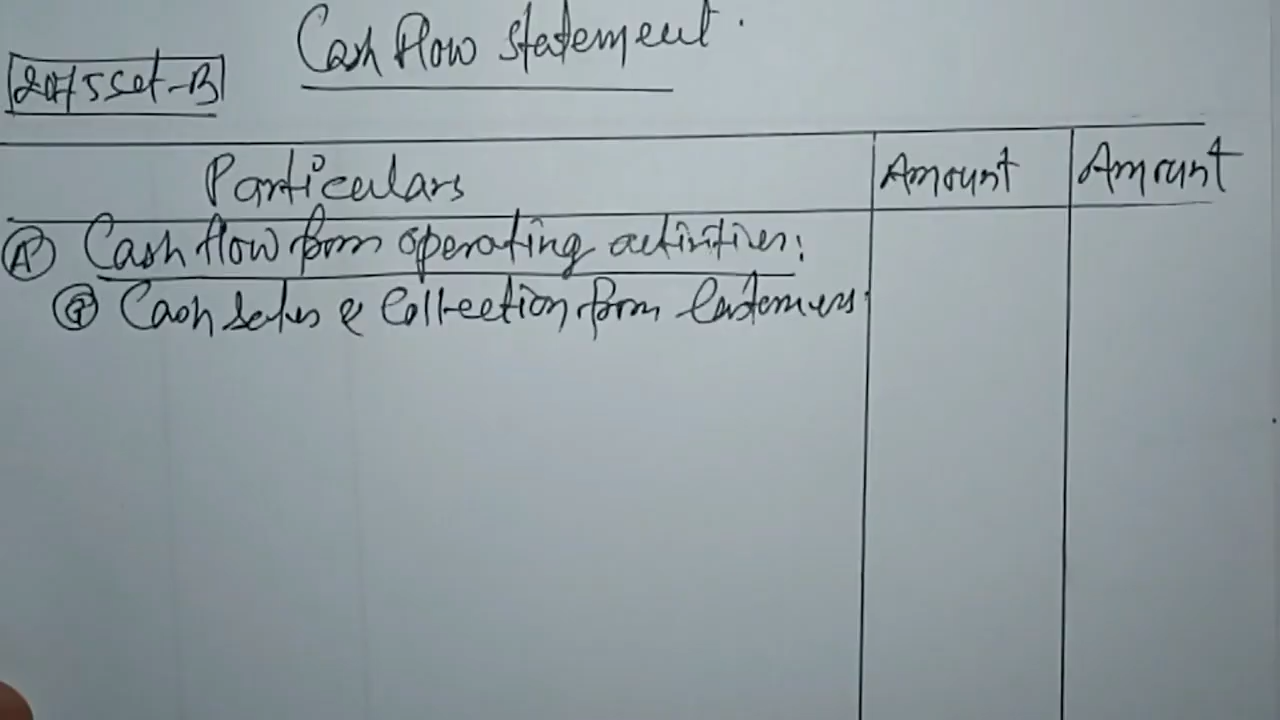 Cash flow statement.
2075 Set-B
Particulars Amount Amount
(A) Cash flow from operating activities:
Cash sales & Collection from Customers.